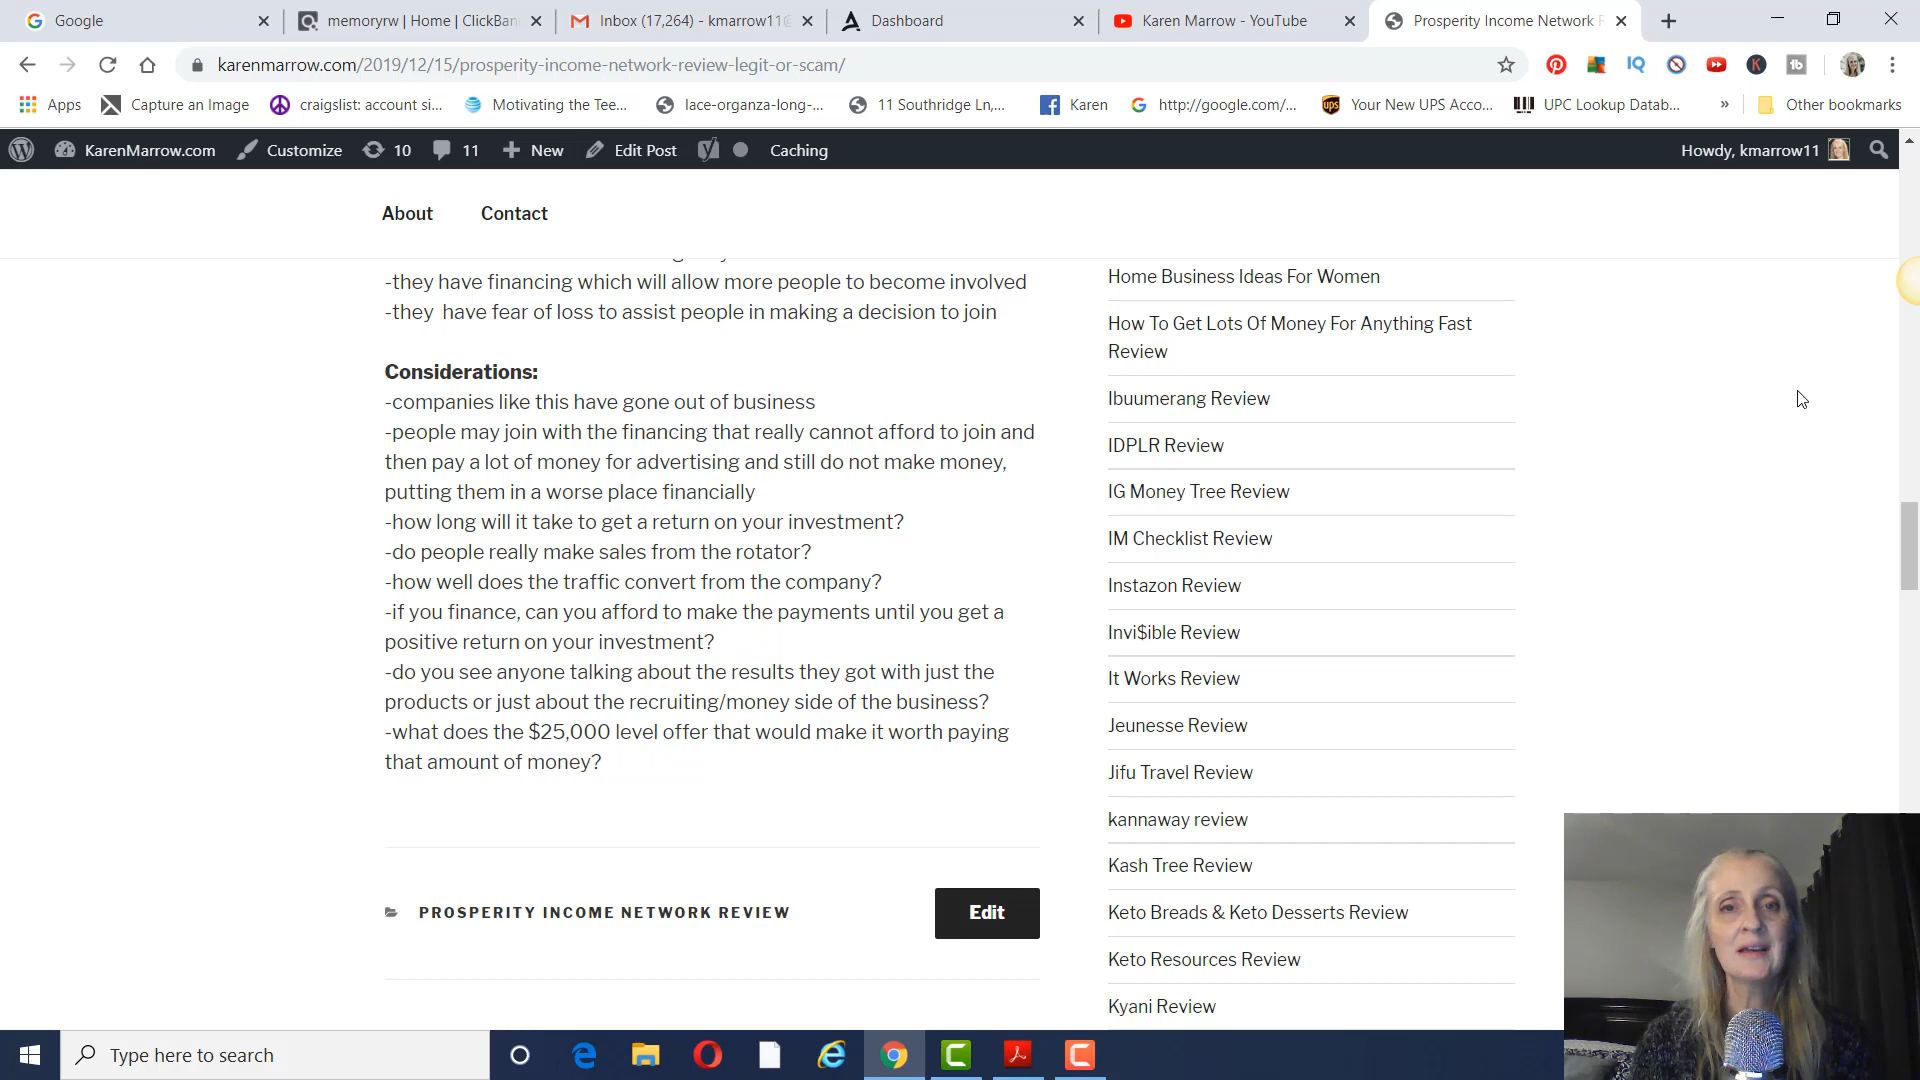 Google
memoryrw | Home | ClickBan
Inbox (17,264) - kmarrow11@
Dashboard
Karen Marrow - YouTube
Prosperity Income Network R
karenmarrow.com/2019/12/15/prosperity-income-network-review-legit-or-scam/
Apps
Capture an Image
craigslist: account si...
Motivating the Tee...
lace-organza-long-...
11 Southridge Ln,...
Karen
http://google.com/...
Your New UPS Acco...
UPC Lookup Datab...
»
Other bookmarks
KarenMarrow.com
Customize
10
11
New
Edit Post
Caching
Howdy, kmarrow11
About
Contact
-they have financing which will allow more people to become involved
-they  have fear of loss to assist people in making a decision to join
Considerations:
-companies like this have gone out of business
-people may join with the financing that really cannot afford to join and
then pay a lot of money for advertising and still do not make money,
putting them in a worse place financially
-how long will it take to get a return on your investment?
-do people really make sales from the rotator?
-how well does the traffic convert from the company?
-if you finance, can you afford to make the payments until you get a
positive return on your investment?
-do you see anyone talking about the results they got with just the
products or just about the recruiting/money side of the business?
-what does the $25,000 level offer that would make it worth paying
that amount of money?
PROSPERITY INCOME NETWORK REVIEW
Edit
Home Business Ideas For Women
How To Get Lots Of Money For Anything Fast
Review
Ibuumerang Review
IDPLR Review
IG Money Tree Review
IM Checklist Review
Instazon Review
Invi$ible Review
It Works Review
Jeunesse Review
Jifu Travel Review
kannaway review
Kash Tree Review
Keto Breads & Keto Desserts Review
Keto Resources Review
Kyani Review
Type here to search